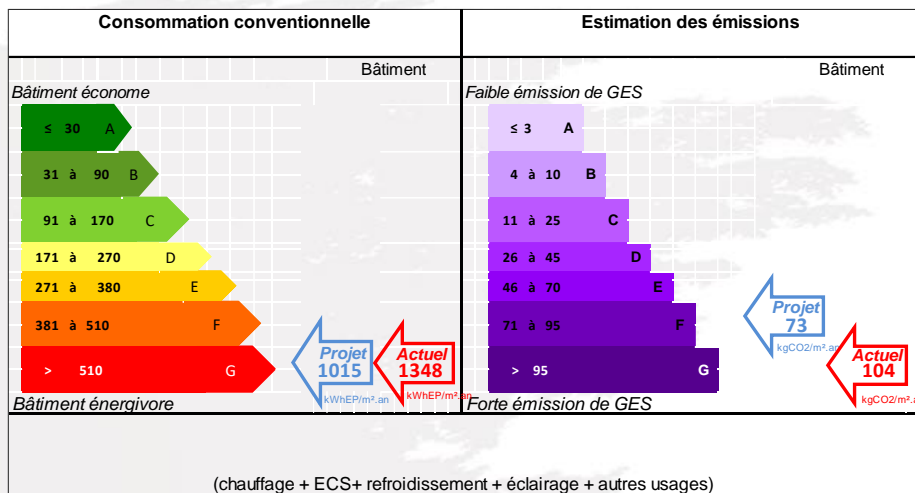 Consommation conventionnelle
Bâtiment
Bâtiment économe
≤ 30 A
31 à 90 B
91 à 170 C
171 à 270 D
271 à 380 E
381 à 510 F
> 510 G
Projet
1015
kWhEP/m².an
Actuel
1348
kWhEP/m².an
Bâtiment énergivore
Estimation des émissions
Bâtiment
Faible émission de GES
≤ 3 A
4 à 10 B
11 à 25 C
26 à 45 D
46 à 70 E
71 à 95 F
> 95 G
Projet
73
kgCO2/m².an
Actuel
104
kgCO2/m².a
Forte émission de GES
(chauffage + ECS+ refroidissement + éclairage + autres usages)